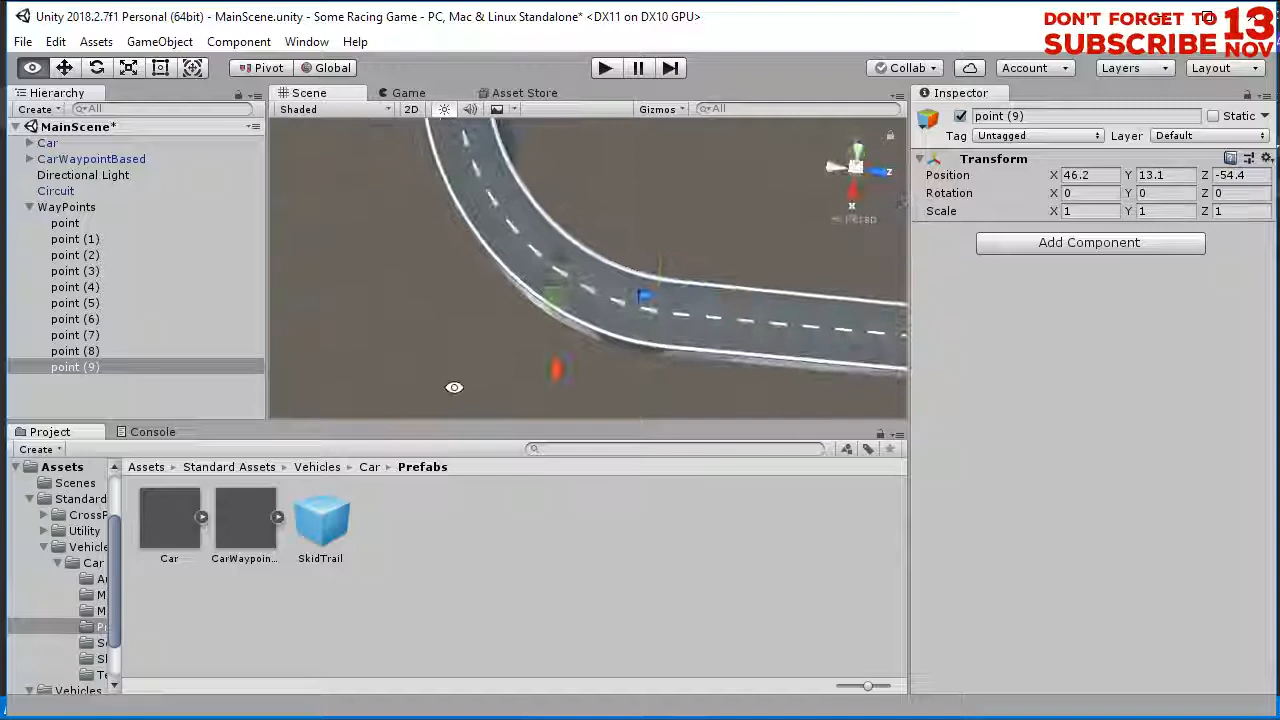 Unity 2018.2.7f1 Personal (64bit) - MainScene.unity - Some Racing Game - PC, Mac & Linux Standalone* <DX11 on DX10 GPU>
DON'T FORGET TO
SUBSCRIBE
13
NOV
File Edit Assets GameObject Component Window Help
Pivot Global Collab Account Layers Layout
Hierarchy
Create All
MainScene*
Car
CarWaypointBased
Directional Light
Circuit
WayPoints
point
point (1)
point (2)
point (3)
point (4)
point (5)
point (6)
point (7)
point (8)
point (9)
Scene Game Asset Store
Shaded 2D Gizmos All
z
x
Persp
Inspector
point (9) Static
Tag Untagged Layer Default
Transform
Position X 46.2 Y 13.1 Z -54.4
Rotation X 0 Y 0 Z 0
Scale X 1 Y 1 Z 1
Add Component
Project Console
Create
Assets
Scenes
Standard
CrossP
Utility
Vehicle
Car
A
M
M
P
S
S
Te
Vehicles
Assets Standard Assets Vehicles Car Prefabs
Car CarWaypoin... SkidTrail